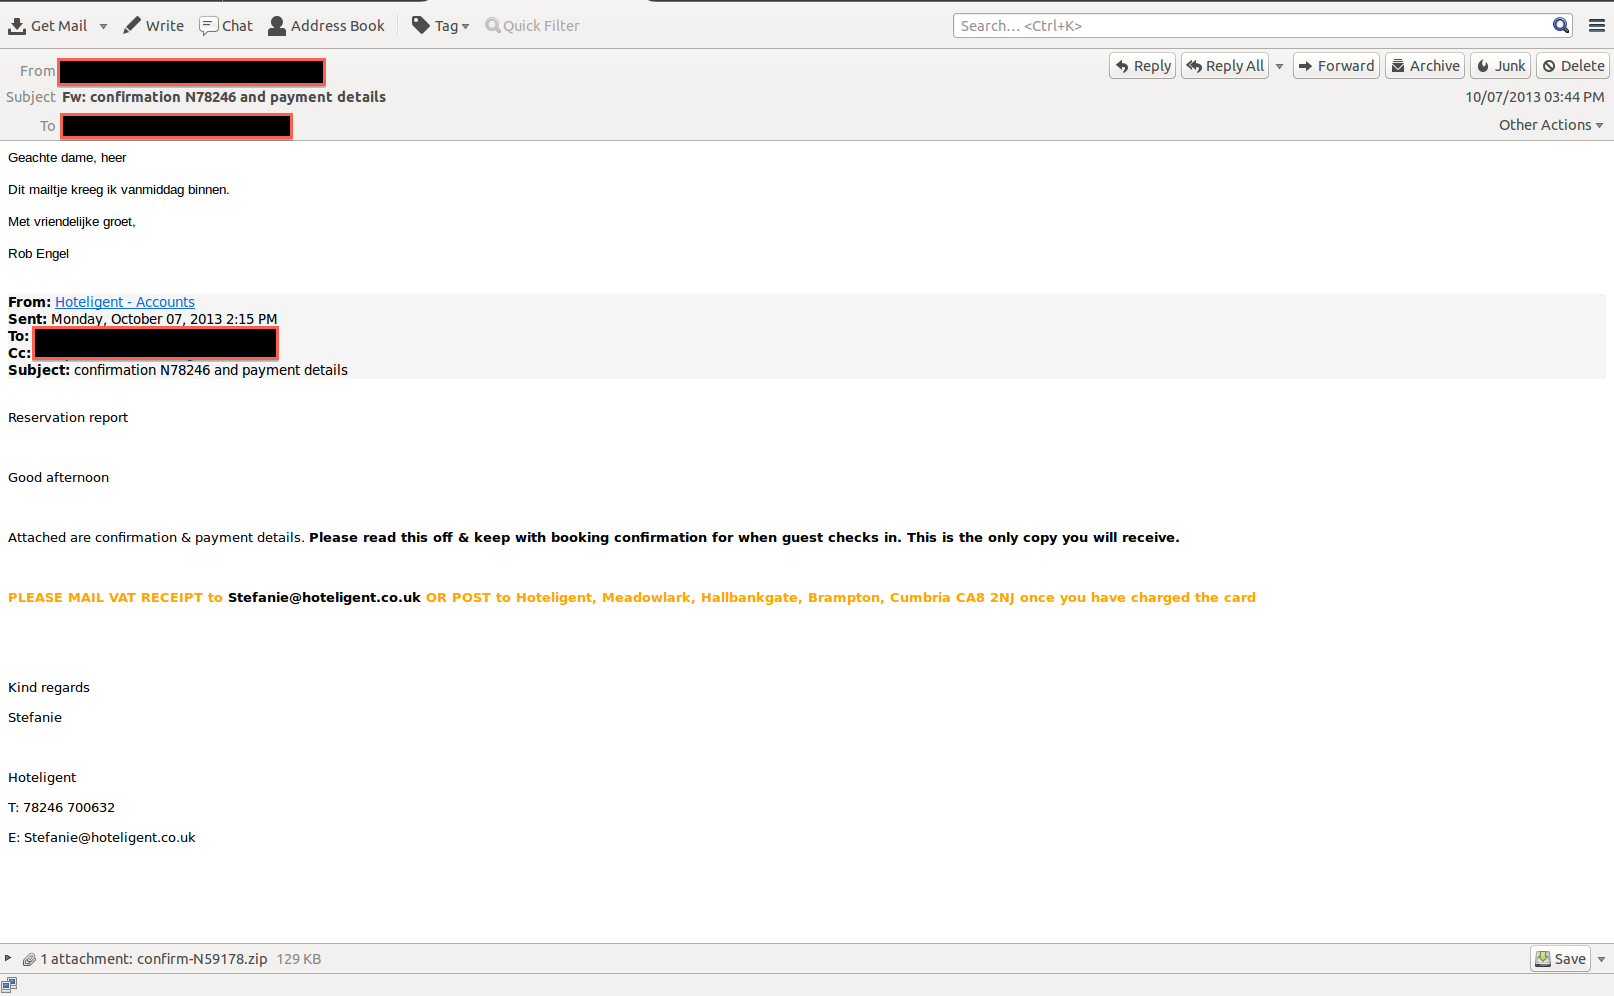 Get Mail Write Chat Address Book Tag Quick Filter Search... <Ctrl+K>
From Reply Reply All Forward Archive Junk Delete
Subject Fw: confirmation N78246 and payment details 10/07/2013 03:44 PM
To Other Actions
Geachte dame, heer
Dit mailtje kreeg ik vanmiddag binnen.
Met vriendelijke groet,
Rob Engel
From: Hoteligent - Accounts
Sent: Monday, October 07, 2013 2:15 PM
To:
Cc:
Subject: confirmation N78246 and payment details
Reservation report
Good afternoon
Attached are confirmation & payment details. Please read this off & keep with booking confirmation for when guest checks in. This is the only copy you will receive.
PLEASE MAIL VAT RECEIPT to Stefanie@hoteligent.co.uk OR POST to Hoteligent, Meadowlark, Hallbankgate, Brampton, Cumbria CA8 2NJ once you have charged the card
Kind regards
Stefanie
Hoteligent
T: 78246 700632
E: Stefanie@hoteligent.co.uk
1 attachment: confirm-N59178.zip 129 KB Save